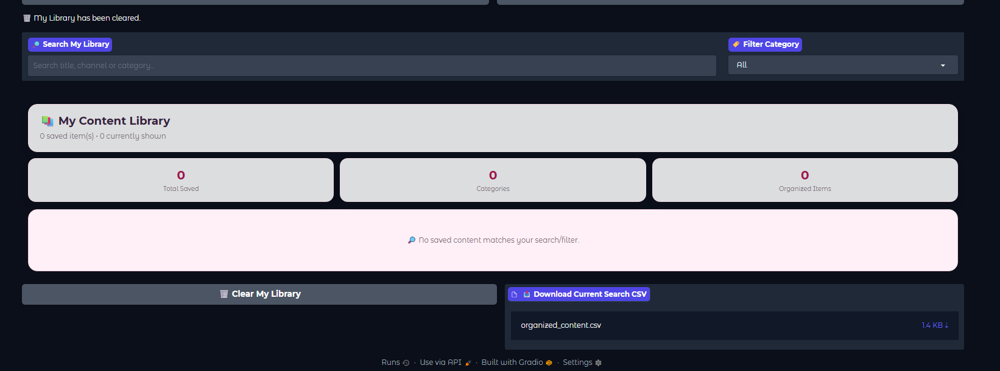 My Library has been cleared.
Search My Library
Search title, channel or category...
Filter Category
All
My Content Library
0 saved item(s) • 0 currently shown
0
Total Saved
0
Categories
0
Organized Items
No saved content matches your search/filter.
Clear My Library
Download Current Search CSV
organized_content.csv
1.4 KB ⇣
Runs · Use via API · Built with Gradio · Settings